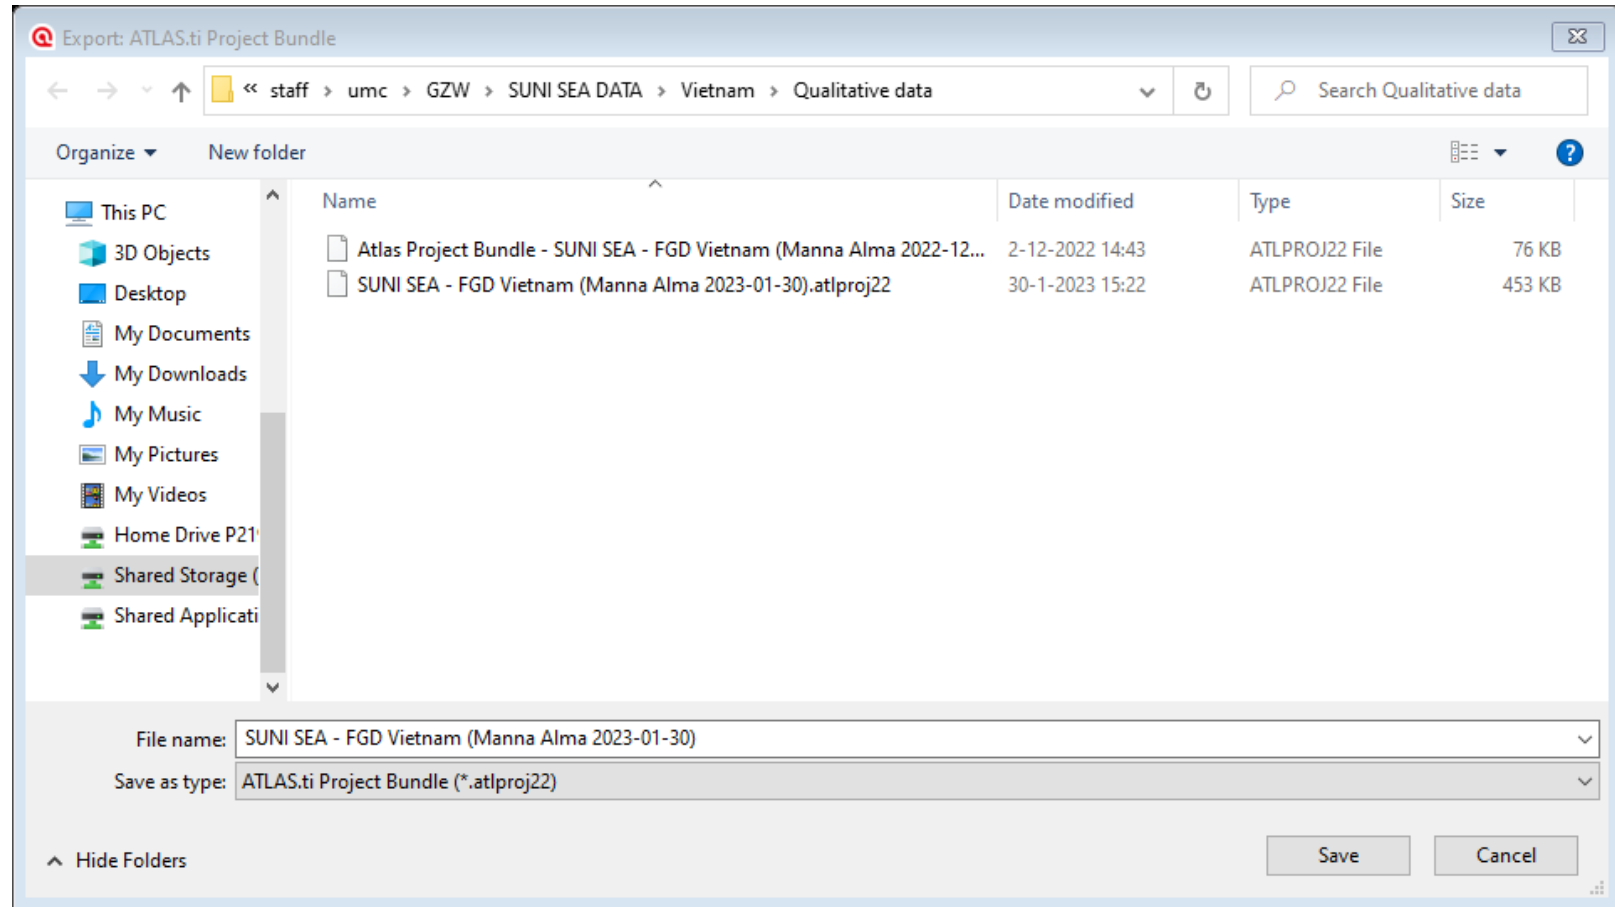 Export: ATLAS.ti Project Bundle
« staff > umc > GZW > SUNI SEA DATA > Vietnam > Qualitative data
Search Qualitative data
Organize
New folder
?
Name Date modified Type Size
Atlas Project Bundle - SUNI SEA - FGD Vietnam (Manna Alma 2022-12... 2-12-2022 14:43 ATLPROJ22 File 76 KB
SUNI SEA - FGD Vietnam (Manna Alma 2023-01-30).atlproj22 30-1-2023 15:22 ATLPROJ22 File 453 KB
This PC
3D Objects
Desktop
My Documents
My Downloads
My Music
My Pictures
My Videos
Home Drive P21
Shared Storage (
Shared Applicati
File name: SUNI SEA - FGD Vietnam (Manna Alma 2023-01-30)
Save as type: ATLAS.ti Project Bundle (*.atlproj22)
Hide Folders
Save
Cancel